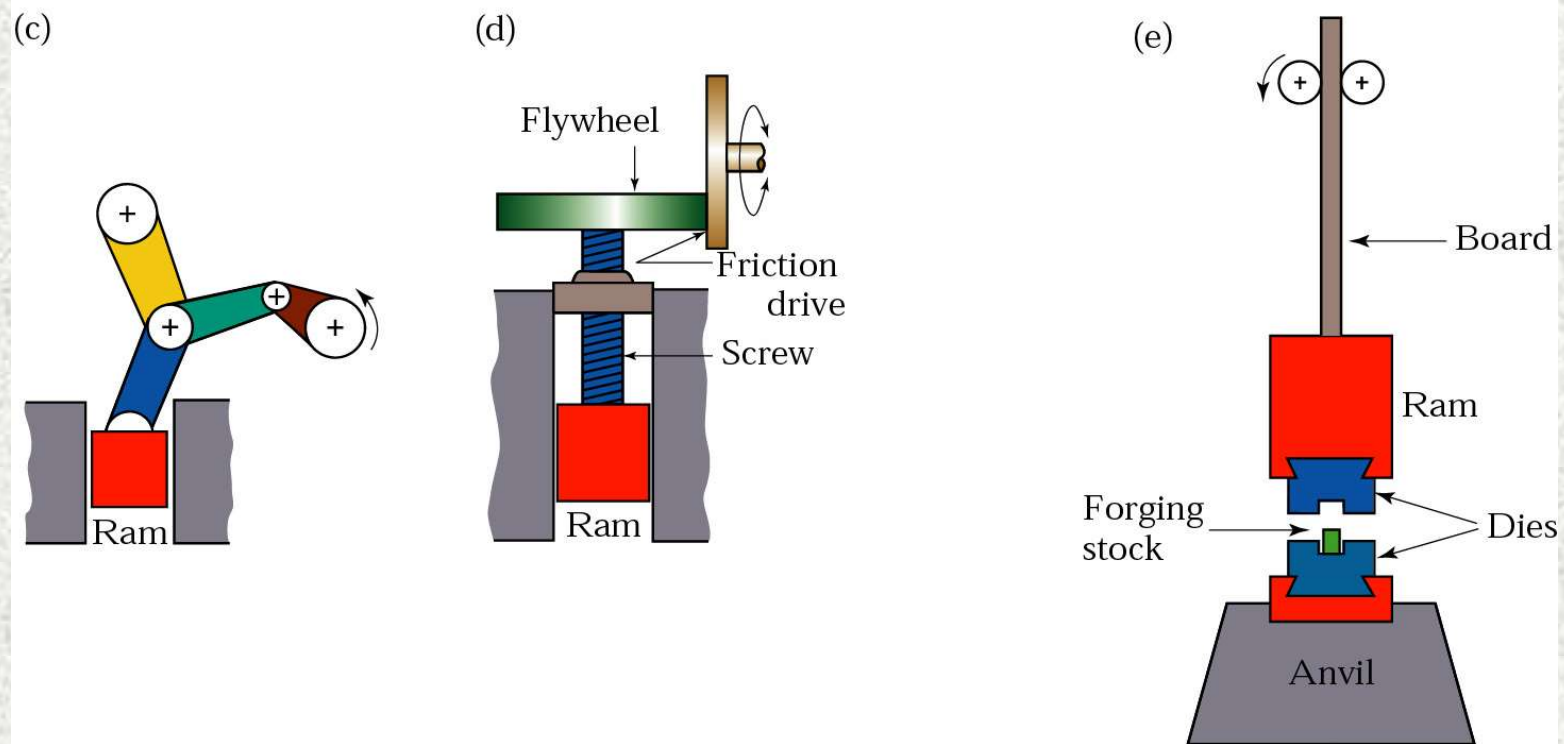 (c)
Ram
(d)
Flywheel
Friction
drive
Screw
Ram
(e)
Board
Ram
Forging
stock
Dies
Anvil